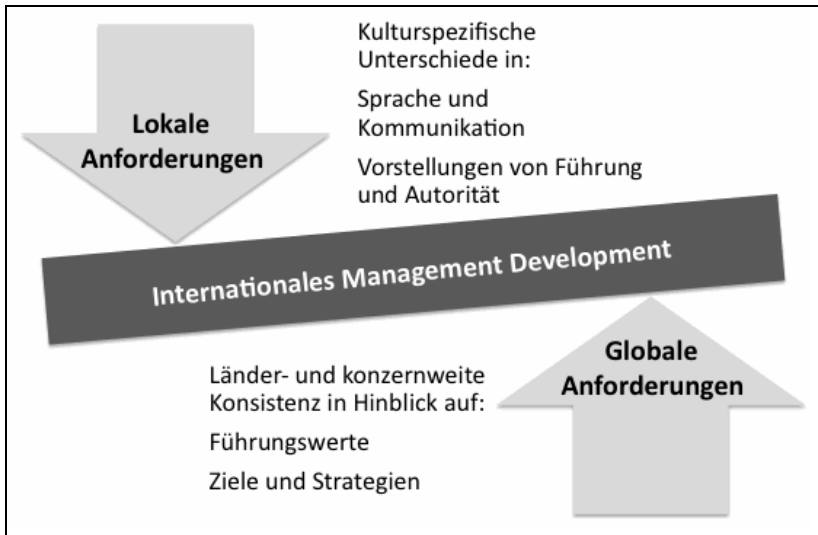 Lokale
Anforderungen
Kulturspezifische
Unterschiede in:
Sprache und
Kommunikation
Vorstellungen von Führung
und Autorität
Internationales Management Development
Länder- und konzernweite
Konsistenz in Hinblick auf:
Führungswerte
Ziele und Strategien
Globale
Anforderungen